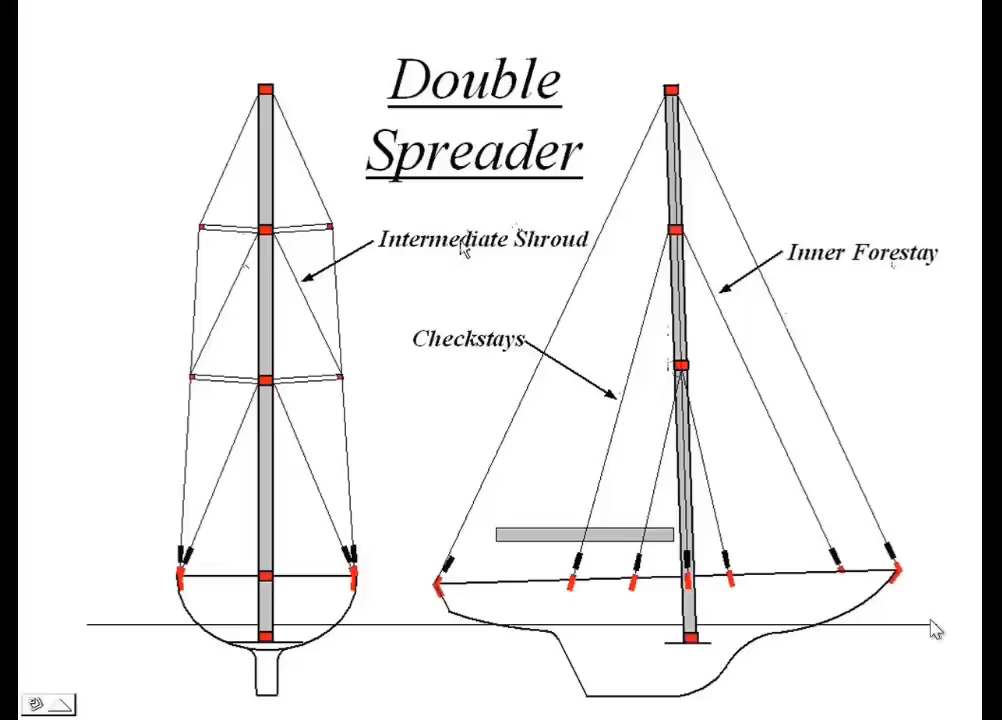 Double
Spreader
Intermediate Shroud
Inner Forestay
Checkstays